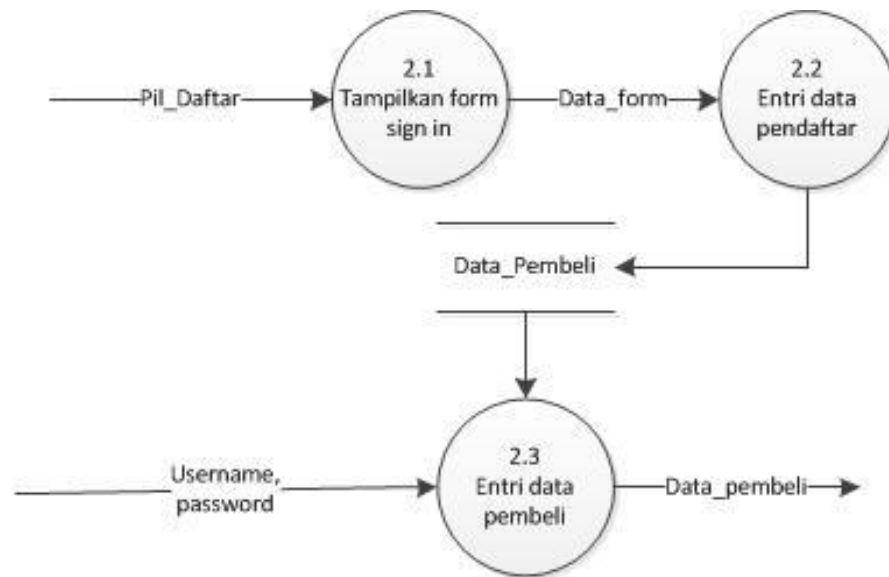 Pil_Daftar
2.1
Tampilkan form
sign in
Data_form
2.2
Entri data
pendaftar
Data_Pembeli
Username,
password
2.3
Entri data
pembeli
Data_pembeli